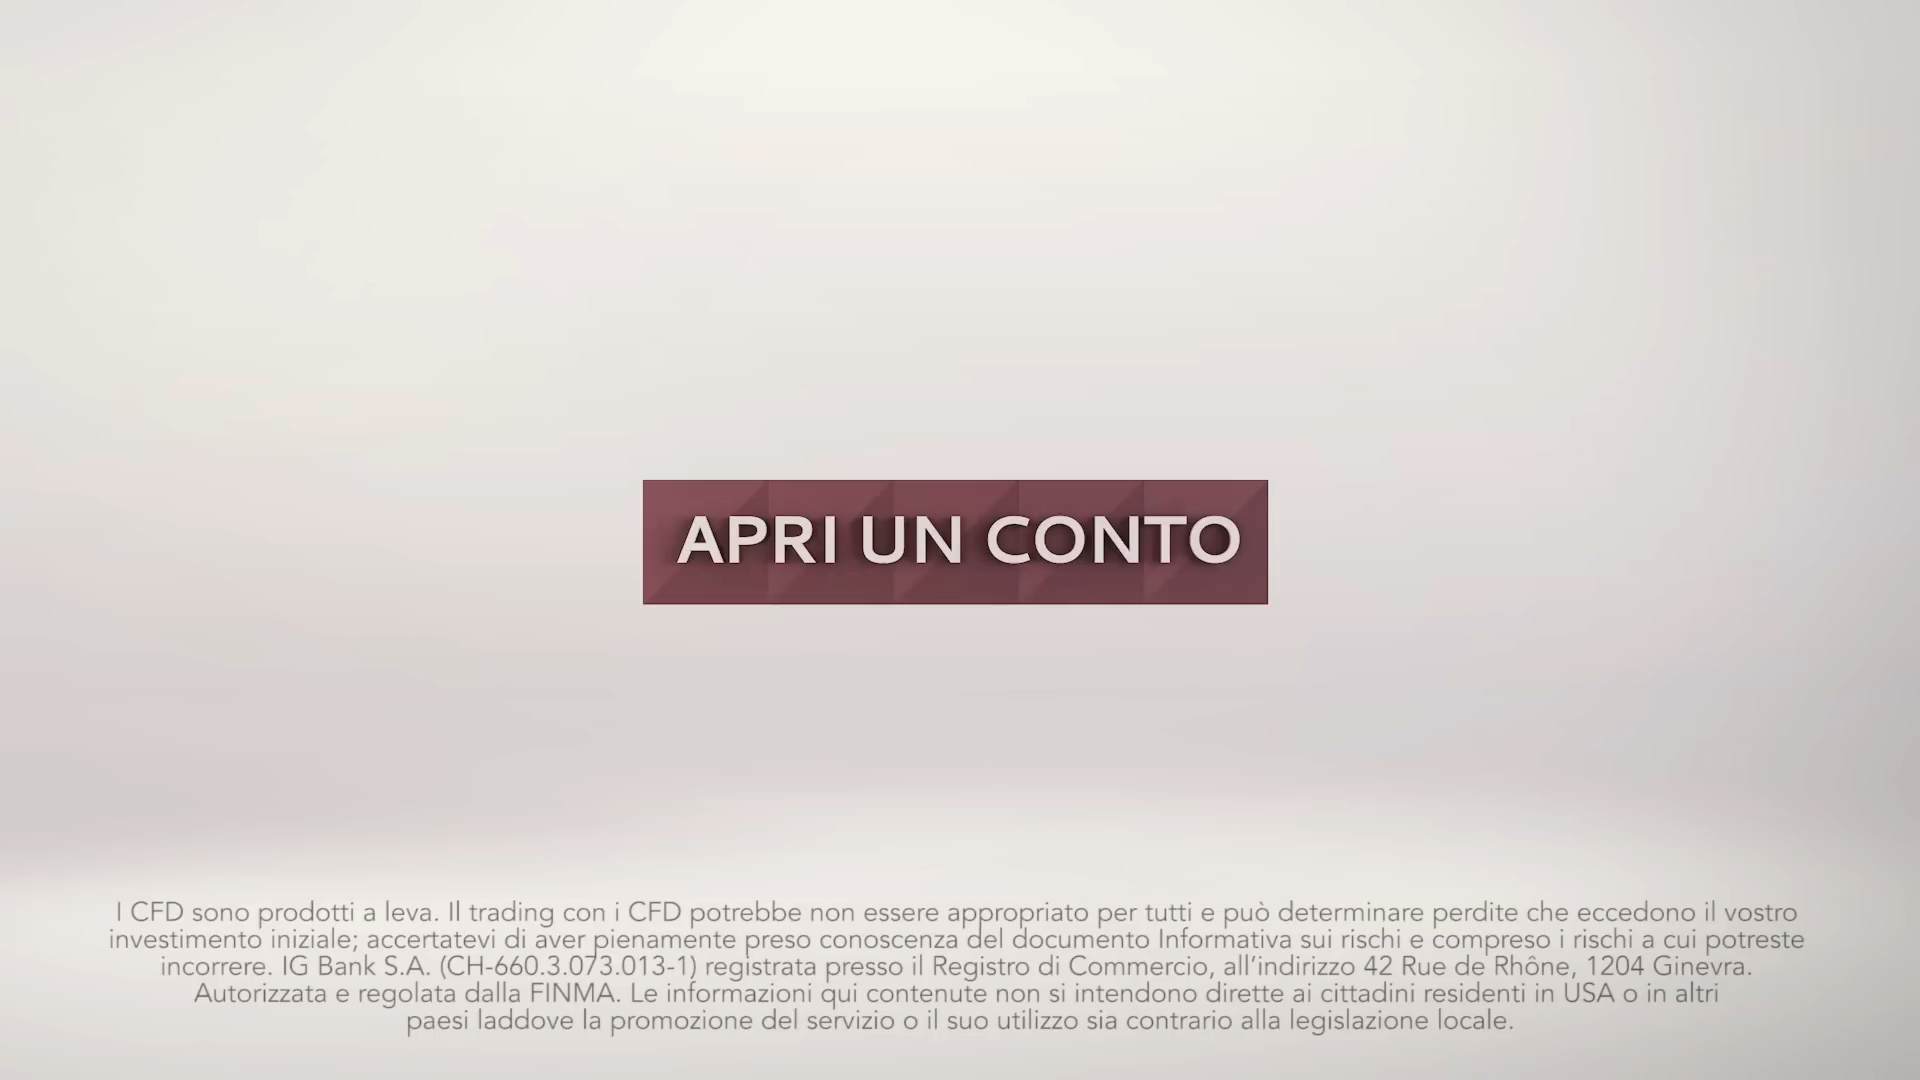 APRI UN CONTO
I CFD sono prodotti a leva. Il trading con i CFD potrebbe non essere appropriato per tutti e può determinare perdite che eccedono il vostro
investimento iniziale; accertatevi di aver pienamente preso conoscenza del documento Informativa sui rischi e compreso i rischi a cui potreste
incorrere. IG Bank S.A. (CH-660.3.073.013-1) registrata presso il Registro di Commercio, all’indirizzo 42 Rue de Rhône, 1204 Ginevra.
Autorizzata e regolata dalla FINMA. Le informazioni qui contenute non si intendono dirette ai cittadini residenti in USA o in altri
paesi laddove la promozione del servizio o il suo utilizzo sia contrario alla legislazione locale.